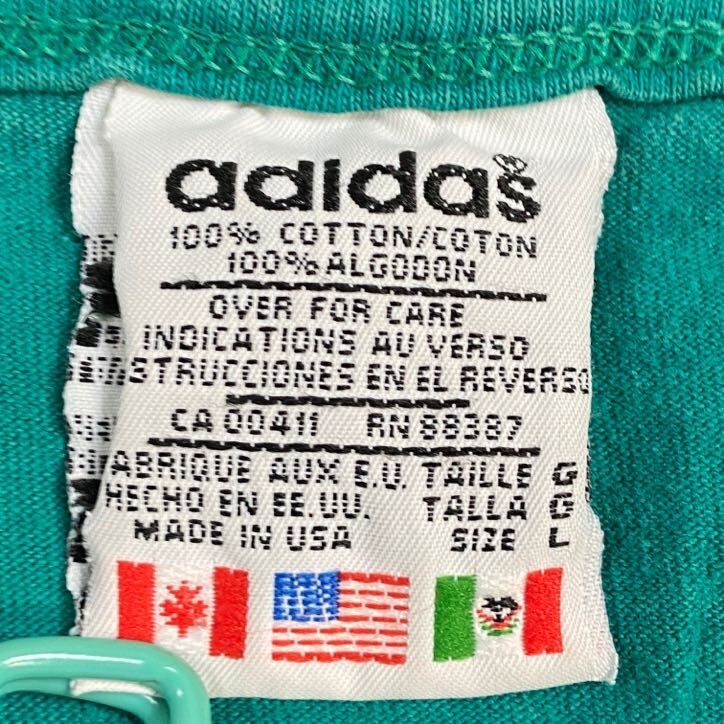 adidas
100% COTTON/COTON
100% ALGODON
OVER FOR CARE
INDICATIONS AU VERSO
STRUCCIONES EN EL REVERSO
CA 00411 RN 88387
ABRIQUE AUX E.U. TAILLE G
HECHO EN EE.UU. TALLA G
MADE IN USA SIZE L